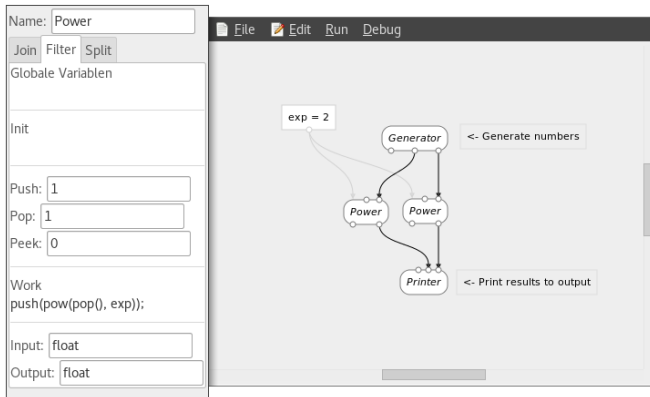 Name: Power
Join Filter Split
Globale Variablen
Init
Push: 1
Pop: 1
Peek: 0
Work
push(pow(pop(), exp));
Input: float
Output: float
File Edit Run Debug
exp = 2
Generator <- Generate numbers
Power Power
Printer <- Print results to output